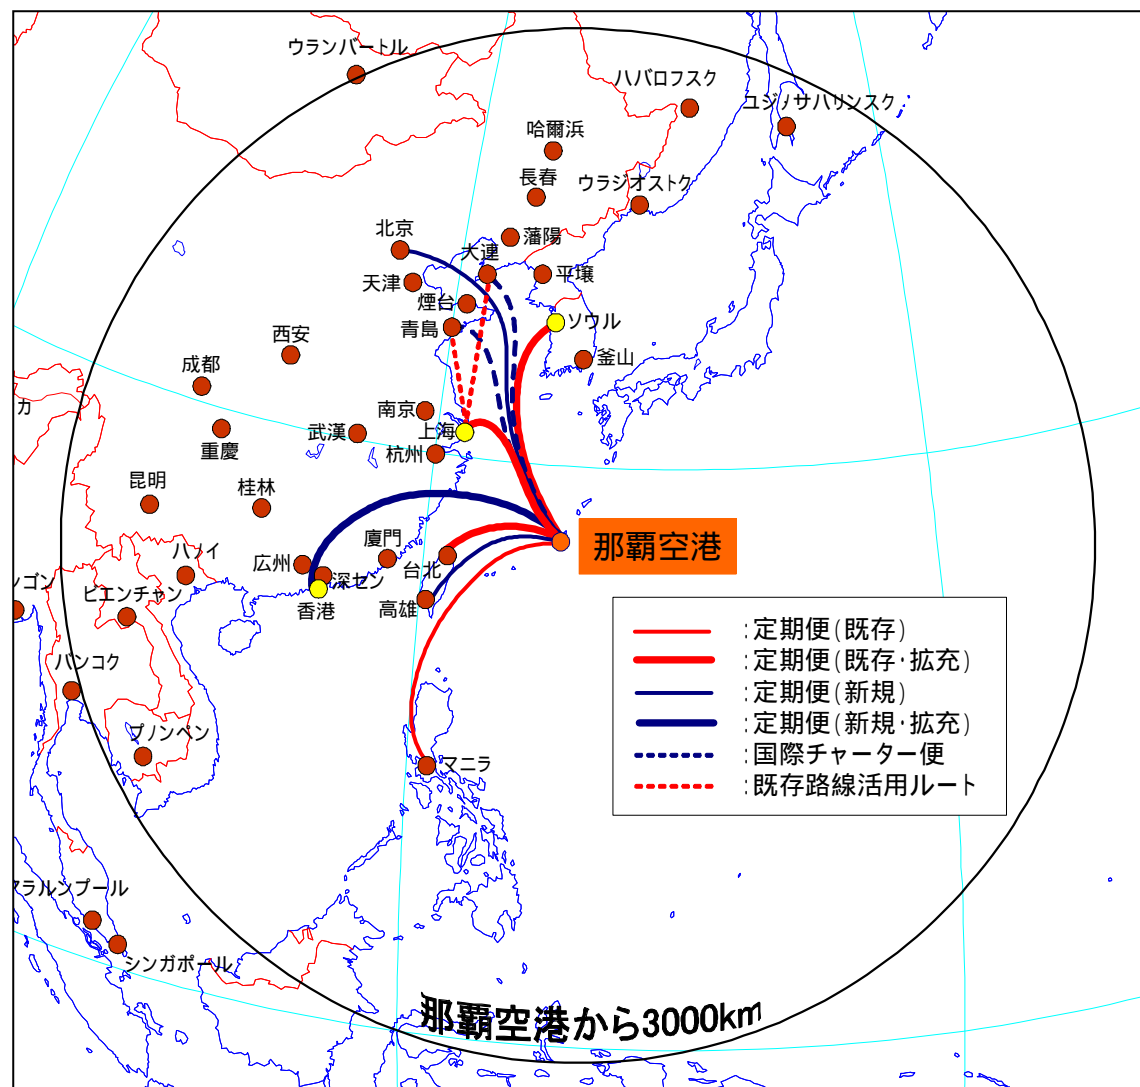 ウランバートル
ハバロフスク
ユジノサハリンスク
哈爾浜
長春
ウラジオストク
北京
藩陽
大連
天津
平壌
煙台
青島
ソウル
西安
釜山
成都
カ
南京
上海
武漢
重慶
杭州
昆明
桂林
那覇空港
廈門
ハノイ
広州
台北
深セン
ンゴン
ビエンチャン
香港
高雄
バンコク
プノンペン
マニラ
:定期便(既存)
:定期便(既存・拡充)
:定期便(新規)
:定期便(新規・拡充)
:国際チャーター便
:既存路線活用ルート
アラルンプール
シンガポール
那覇空港から3000km